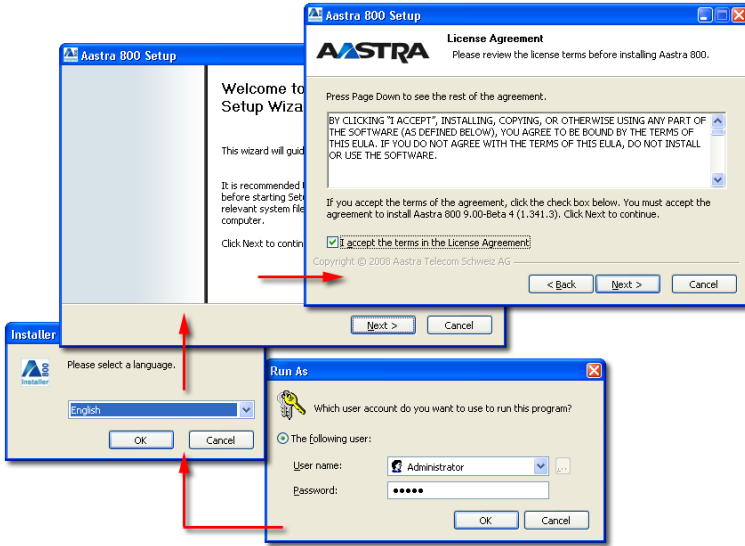 Aastra 800 Setup
AASTRA
License Agreement
Please review the license terms before installing Aastra 800.
Press Page Down to see the rest of the agreement.
BY CLICKING "I ACCEPT", INSTALLING, COPYING, OR OTHERWISE USING ANY PART OF
THE SOFTWARE (AS DEFINED BELOW), YOU AGREE TO BE BOUND BY THE TERMS OF
THIS EULA. IF YOU DO NOT AGREE WITH THE TERMS OF THIS EULA, DO NOT INSTALL
OR USE THE SOFTWARE.
If you accept the terms of the agreement, click the check box below. You must accept the
agreement to install Aastra 800 9.00-Beta 4 (1.341.3). Click Next to continue.
I accept the terms in the License Agreement
Copyright © 2008 Aastra Telecom Schweiz AG
< Back
Next >
Cancel
Aastra 800 Setup
Welcome to
Setup Wiza
This wizard will guid
It is recommended
before starting Set
relevant system file
computer.
Click Next to contin
Next >
Cancel
Installer
800
Installer
Please select a language.
English
OK
Cancel
Run As
Which user account do you want to use to run this program?
The following user:
User name:
Administrator
Password:
●●●●●
OK
Cancel